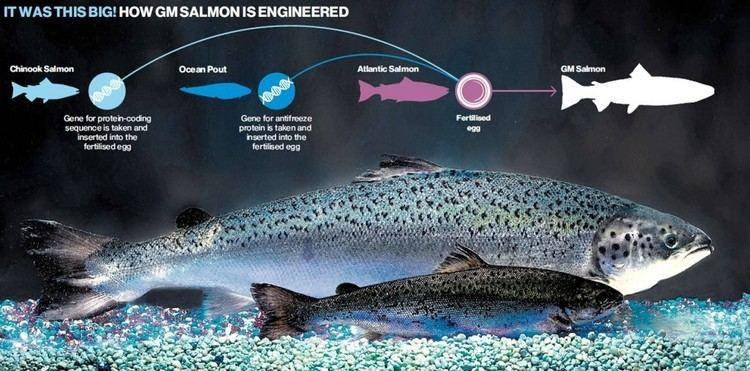 IT WAS THIS BIG! HOW GM SALMON IS ENGINEERED
Chinook Salmon
Gene for protein-coding
sequence is taken and
inserted into the
fertilised egg
Ocean Pout
Gene for antifreeze
protein is taken and
inserted into the
fertilised egg
Atlantic Salmon
Fertilised
egg
GM Salmon